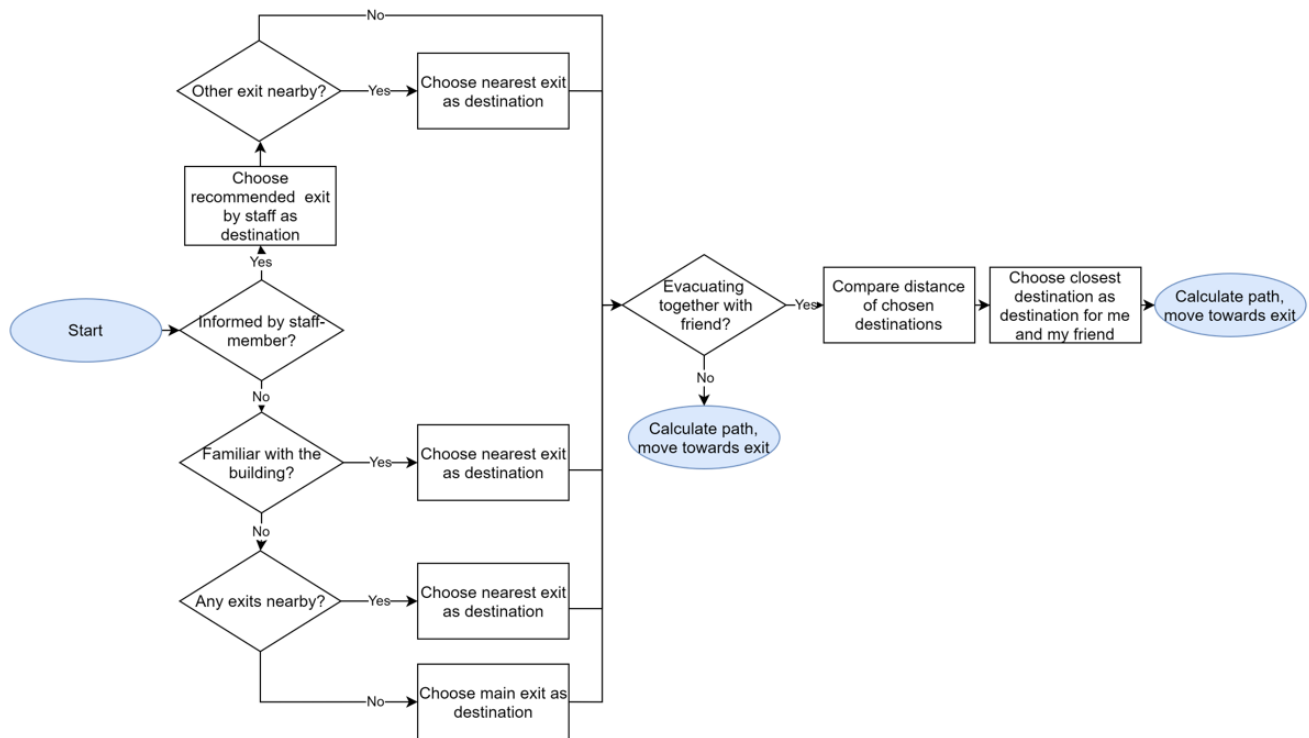 No
Other exit nearby?
Yes
Choose nearest exit
as destination
Choose
recommended exit
by staff as
destination
Yes
Start
Informed by staff-
member?
No
Familiar with the
building?
Yes
Choose nearest exit
as destination
No
Any exits nearby?
Yes
Choose nearest exit
as destination
No
Choose main exit as
destination
Evacuating
together with
friend?
Yes
Compare distance
of chosen
destinations
Choose closest
destination as
destination for me
and my friend
Calculate path,
move towards exit
No
Calculate path,
move towards exit